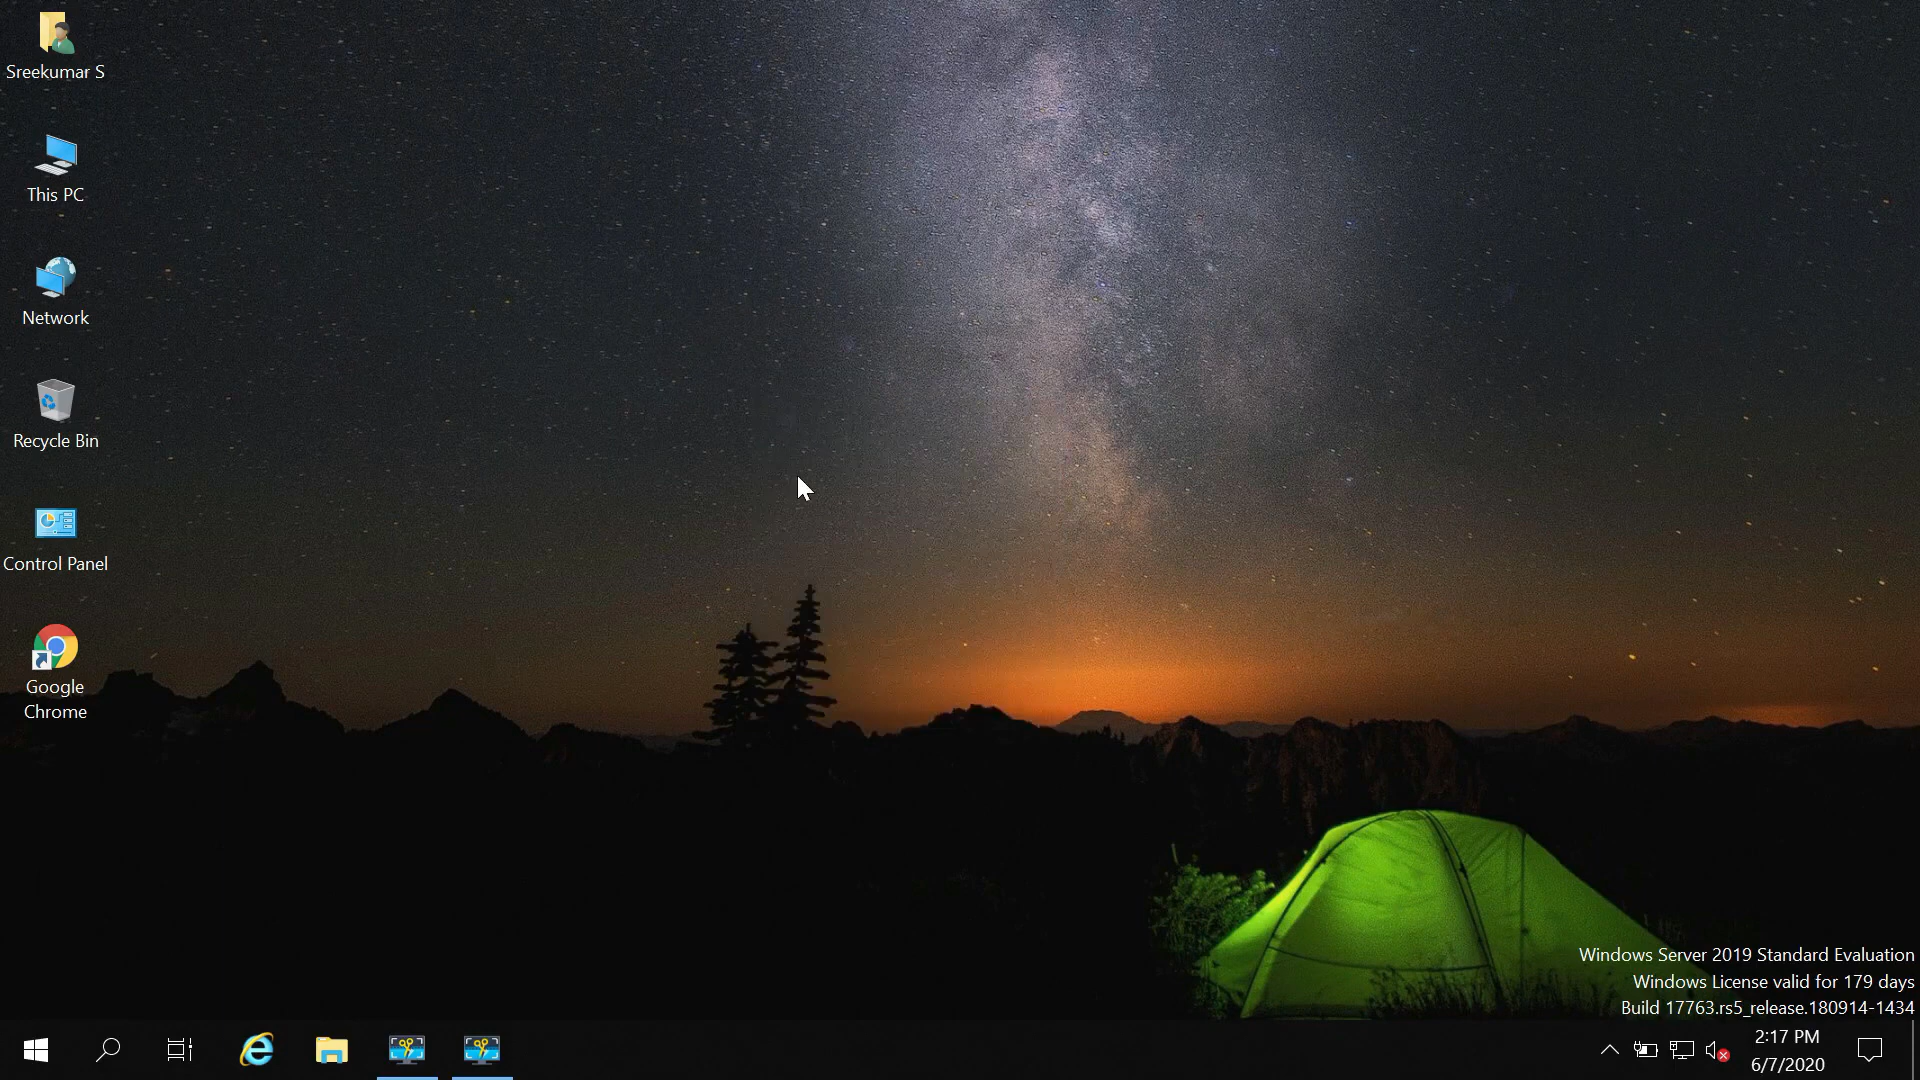 Sreekumar S
This PC
Network
Recycle Bin
Control Panel
Google
Chrome
Windows Server 2019 Standard Evaluation
Windows License valid for 179 days
Build 17763.rs5_release.180914-1434
2:17 PM
6/7/2020